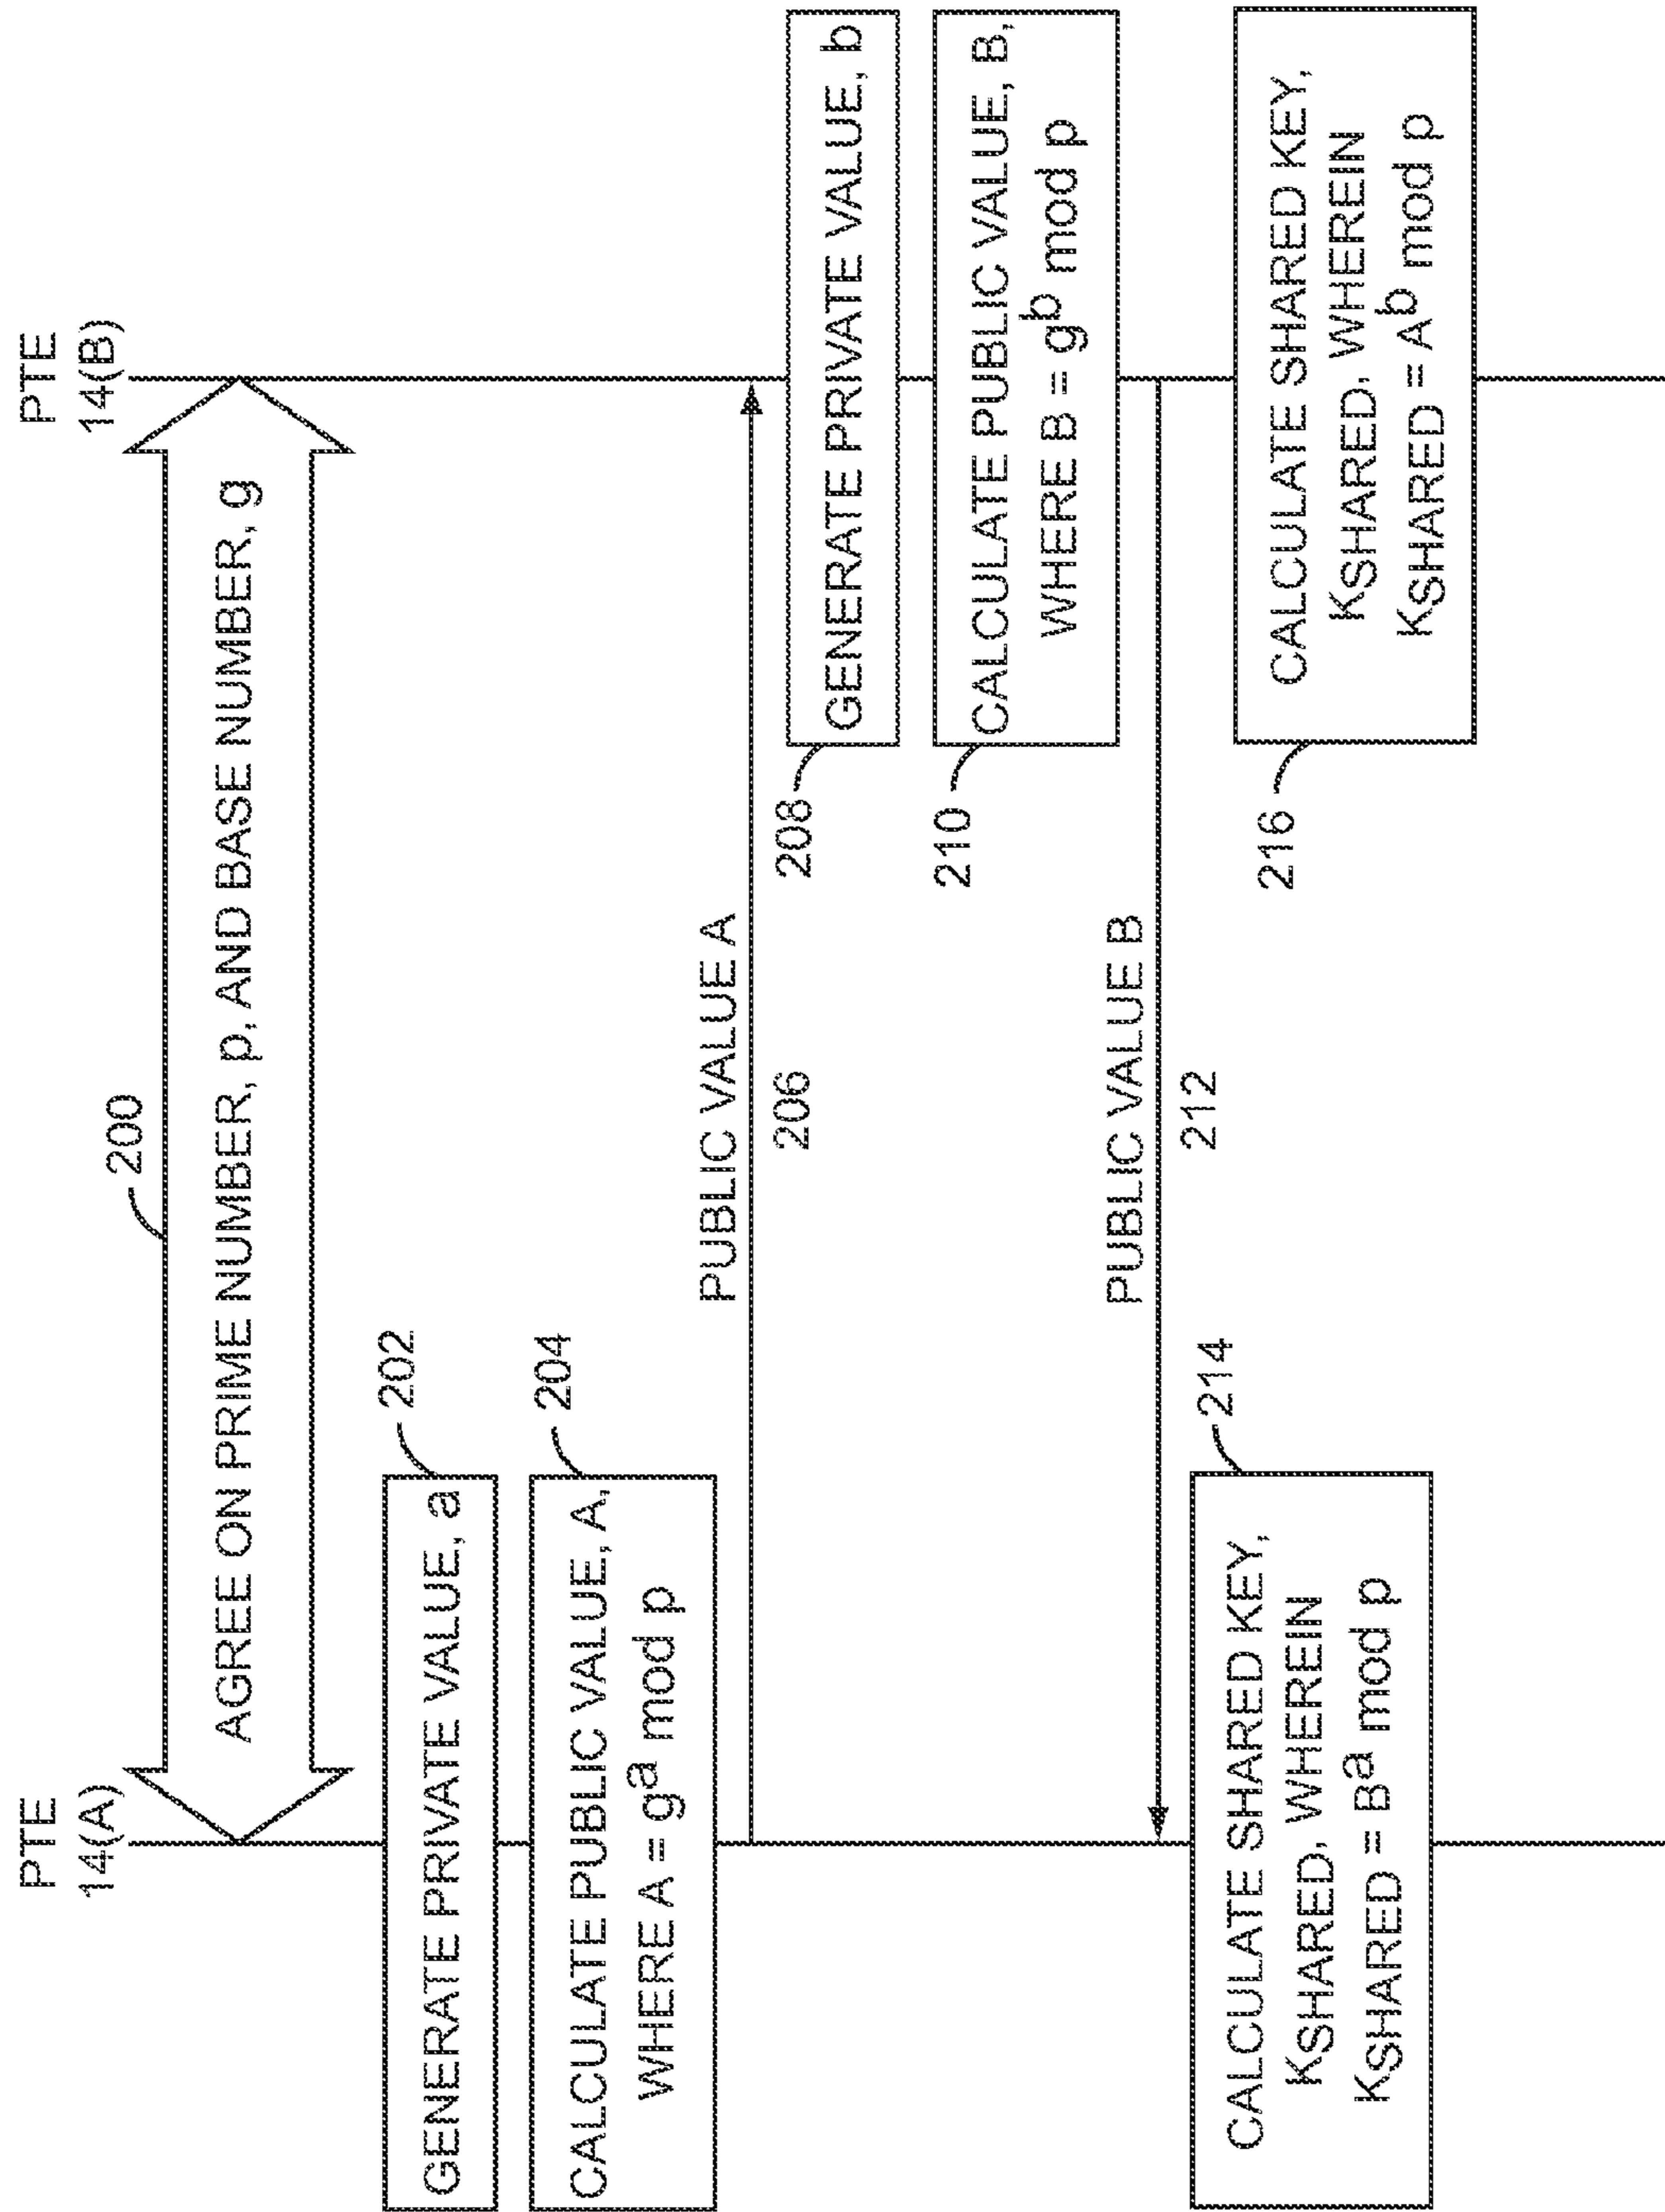 PTE
14(A)
PTE
14(B)
200
AGREE ON PRIME NUMBER, p, AND BASE NUMBER, g
202
GENERATE PRIVATE VALUE, a
204
CALCULATE PUBLIC VALUE, A,
WHERE A = g^a mod p
PUBLIC VALUE A
206
208
GENERATE PRIVATE VALUE, b
210
CALCULATE PUBLIC VALUE, B,
WHERE B = g^b mod p
PUBLIC VALUE B
212
214
CALCULATE SHARED KEY,
KSHARED, WHEREIN
KSHARED = B^a mod p
216
CALCULATE SHARED KEY,
KSHARED, WHEREIN
KSHARED = A^b mod p